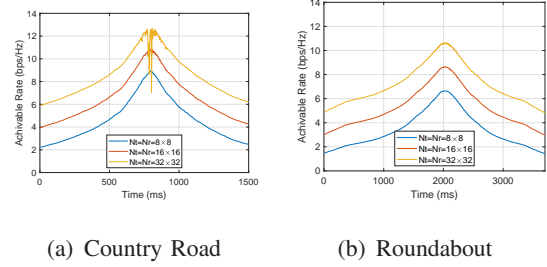 14
12
10
8
6
4
2
0
Achivable Rate (bps/Hz)
Nt=Nr=8×8
Nt=Nr=16×16
Nt=Nr=32×32
0 500 1000 1500
Time (ms)
(a) Country Road
14
12
10
8
6
4
2
0
Achivable Rate (bps/Hz)
Nt=Nr=8×8
Nt=Nr=16×16
Nt=Nr=32×32
0 1000 2000 3000
Time (ms)
(b) Roundabout